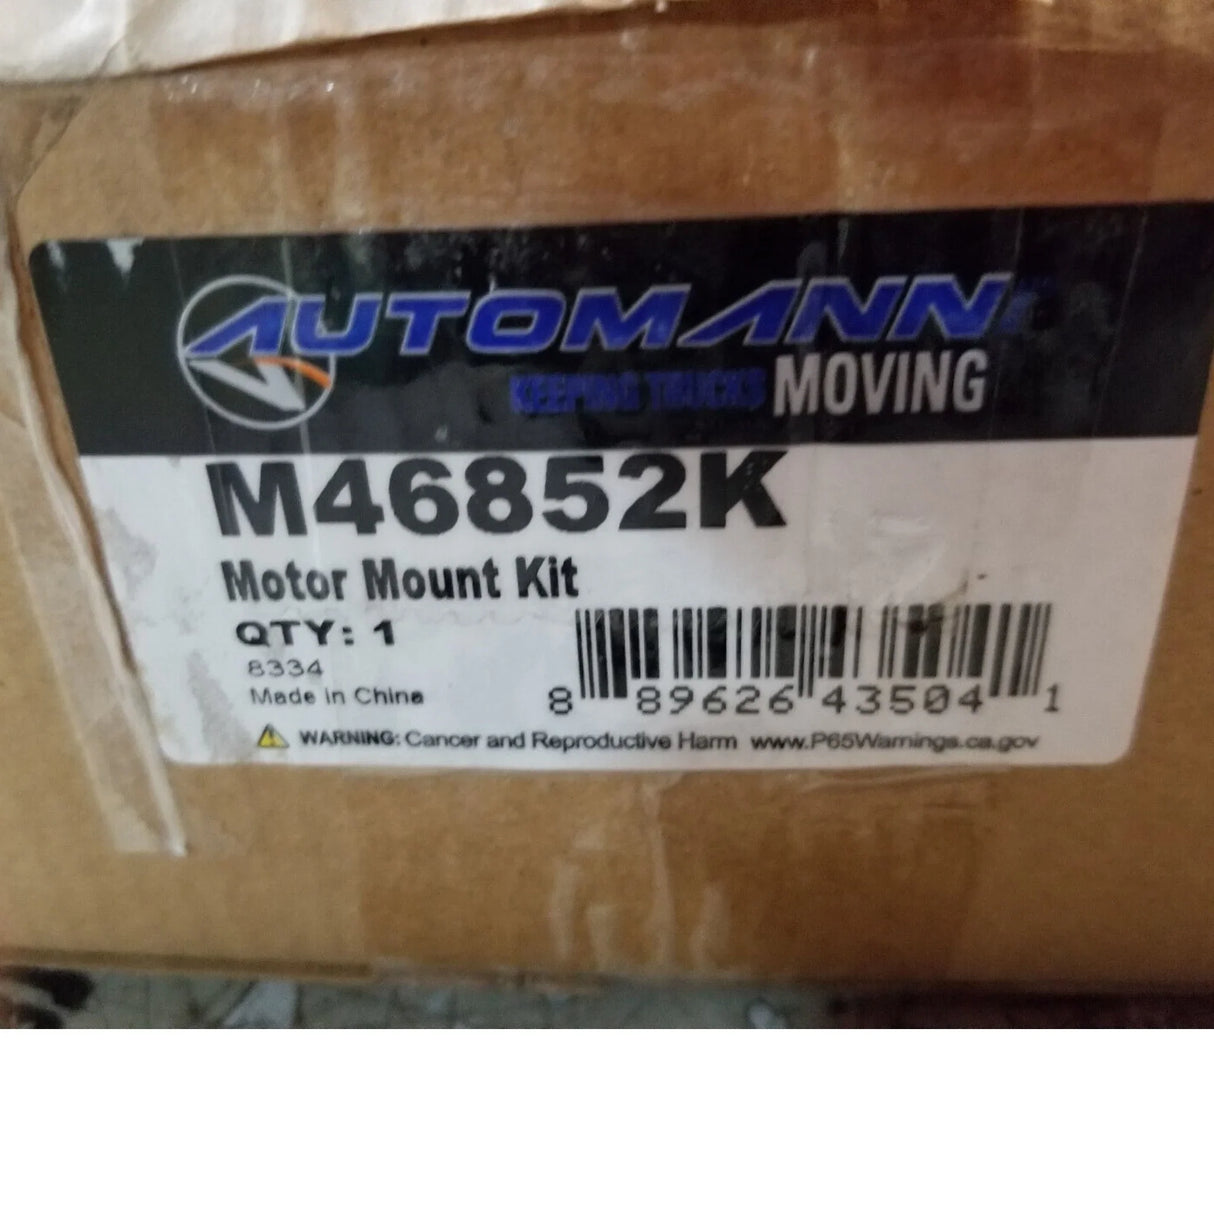 AUTOMANN
KEEPING TRUCKS MOVING
M46852K
Motor Mount Kit
QTY: 1
8334
Made in China
8 89626 43504 1
WARNING: Cancer and Reproductive Harm www.P65Warnings.ca.gov